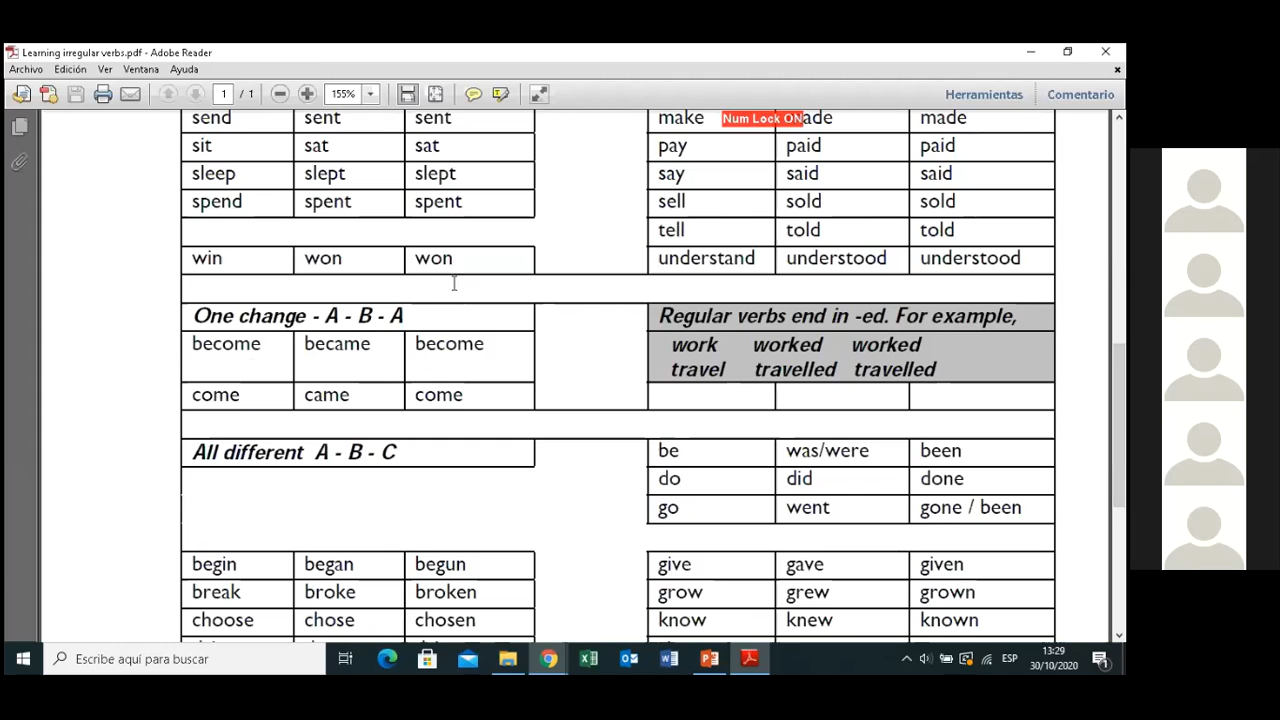 Learning irregular verbs.pdf - Adobe Reader
Archivo Edición Ver Ventana Ayuda
1 / 1 155% Herramientas Comentario
send sent sent make Num Lock ON ade made
sit sat sat pay paid paid
sleep slept slept say said said
spend spent spent sell sold sold
tell told told
win won won understand understood understood
One change - A - B - A Regular verbs end in -ed. For example,
become became become work worked worked
travel travelled travelled
come came come
All different A - B - C be was/were been
do did done
go went gone / been
begin began begun give gave given
break broke broken grow grew grown
choose chose chosen know knew known
Escribe aquí para buscar ESP 13:29
30/10/2020